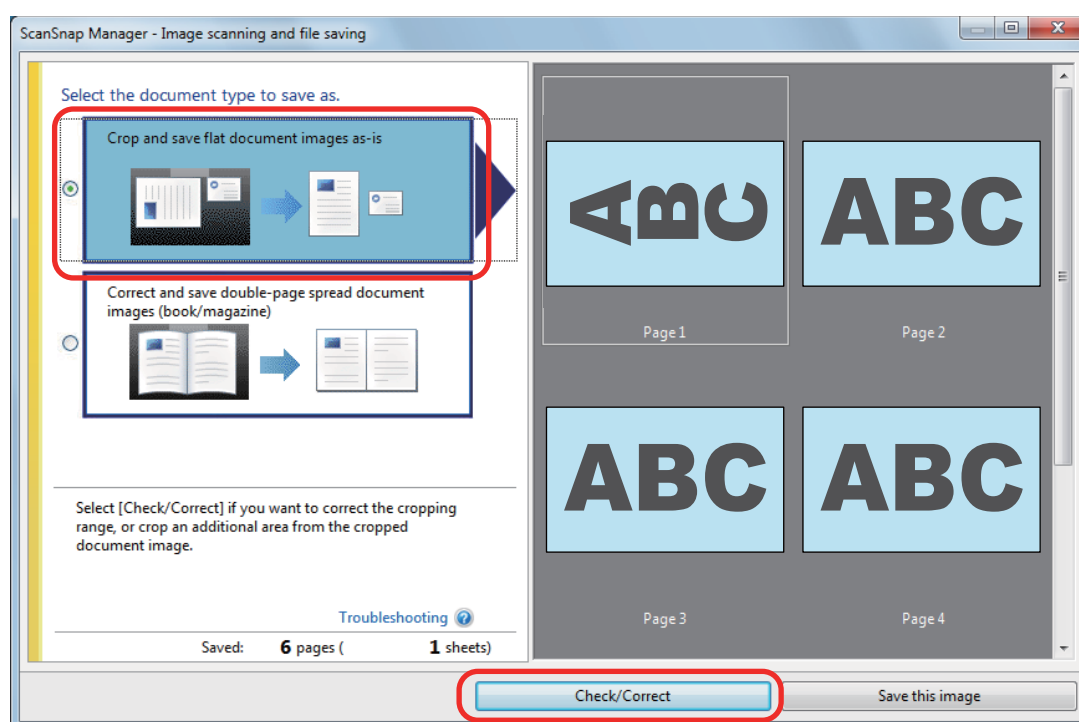 ScanSnap Manager - Image scanning and file saving
Select the document type to save as.
Crop and save flat document images as-is
Correct and save double-page spread document
images (book/magazine)
Select [Check/Correct] if you want to correct the cropping
range, or crop an additional area from the cropped
document image.
Troubleshooting ?
Saved: 6 pages ( 1 sheets)
ABC
ABC
Page 1
Page 2
ABC
ABC
Page 3
Page 4
Check/Correct
Save this image